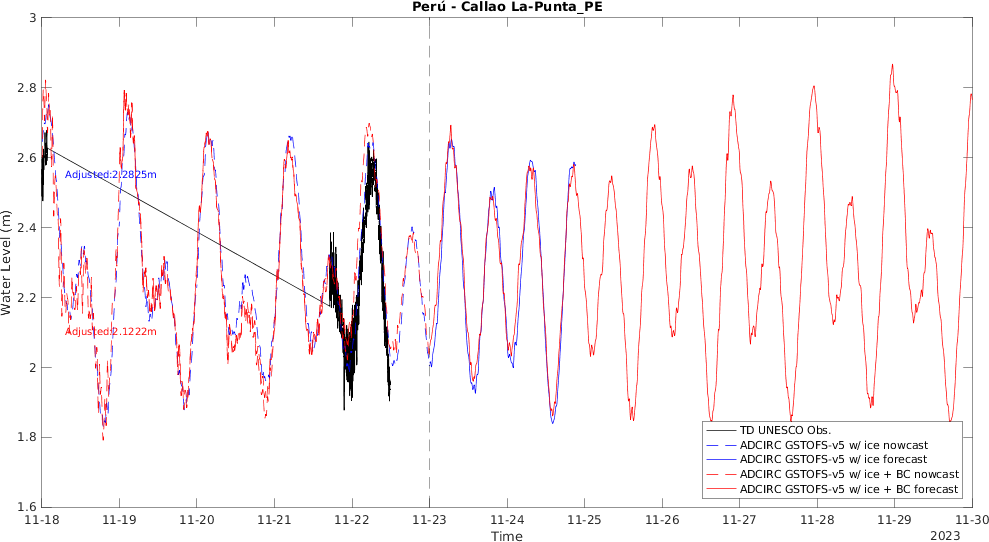 Perú - Callao La-Punta_PE
Water Level (m)
3
2.8
2.6
2.4
2.2
2
1.8
1.6
Adjusted:2.2825m
Adjusted:2.1222m
TD UNESCO Obs.
ADCIRC GSTOFS-v5 w/ ice nowcast
ADCIRC GSTOFS-v5 w/ ice forecast
ADCIRC GSTOFS-v5 w/ ice + BC nowcast
ADCIRC GSTOFS-v5 w/ ice + BC forecast
11-18 11-19 11-20 11-21 11-22 11-23 11-24 11-25 11-26 11-27 11-28 11-29 11-30
Time
2023